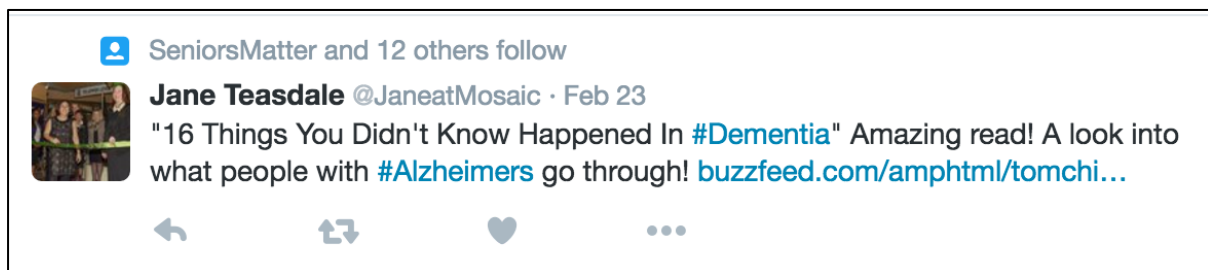 SeniorsMatter and 12 others follow
Jane Teasdale @JaneatMosaic · Feb 23
"16 Things You Didn't Know Happened In #Dementia" Amazing read! A look into
what people with #Alzheimers go through! buzzfeed.com/amphtml/tomchi…